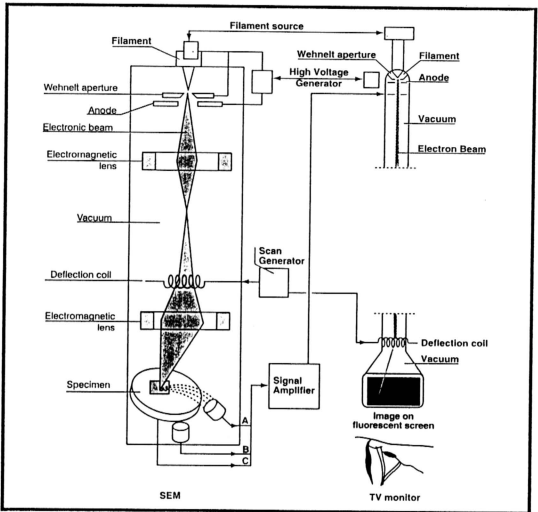 Filament source
Filament
Wehnelt aperture
Anode
Electronic beam
Electromagnetic
lens
Vacuum
Deflection coil
Electromagnetic
lens
Specimen
High Voltage
Generator
Scan
Generator
Signal
Amplifier
A
B
C
SEM
Wehnelt aperture
Filament
Anode
Vacuum
Electron Beam
Deflection coil
Vacuum
Image on
fluorescent screen
TV monitor